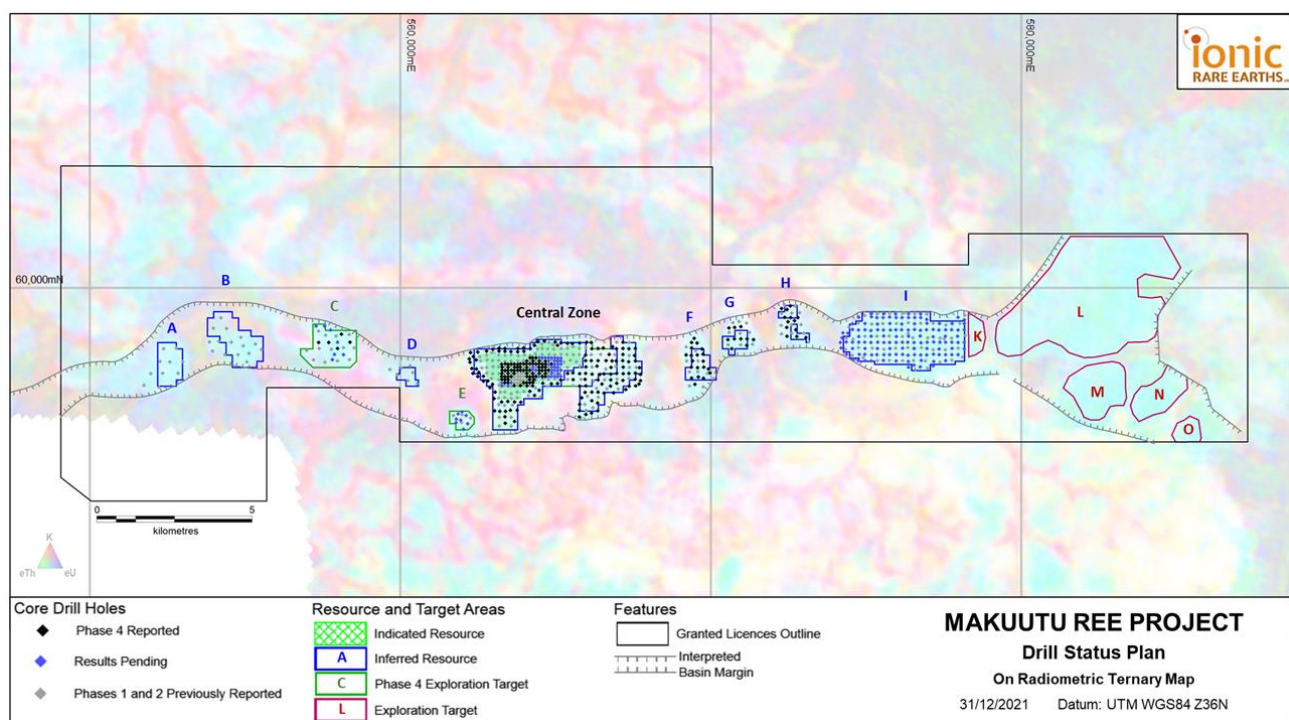 560,000mE
580,000mE
ionic
RARE EARTHS
60,000mN
A
B
C
D
E
Central Zone
F
G
H
I
K
L
M
N
O
0 5
kilometres
K
eTh eU
Core Drill Holes
Phase 4 Reported
Results Pending
Phases 1 and 2 Previously Reported
Resource and Target Areas
Indicated Resource
A Inferred Resource
C Phase 4 Exploration Target
L Exploration Target
Features
Granted Licences Outline
Interpreted
Basin Margin
MAKUUTU REE PROJECT
Drill Status Plan
On Radiometric Ternary Map
31/12/2021 Datum: UTM WGS84 Z36N